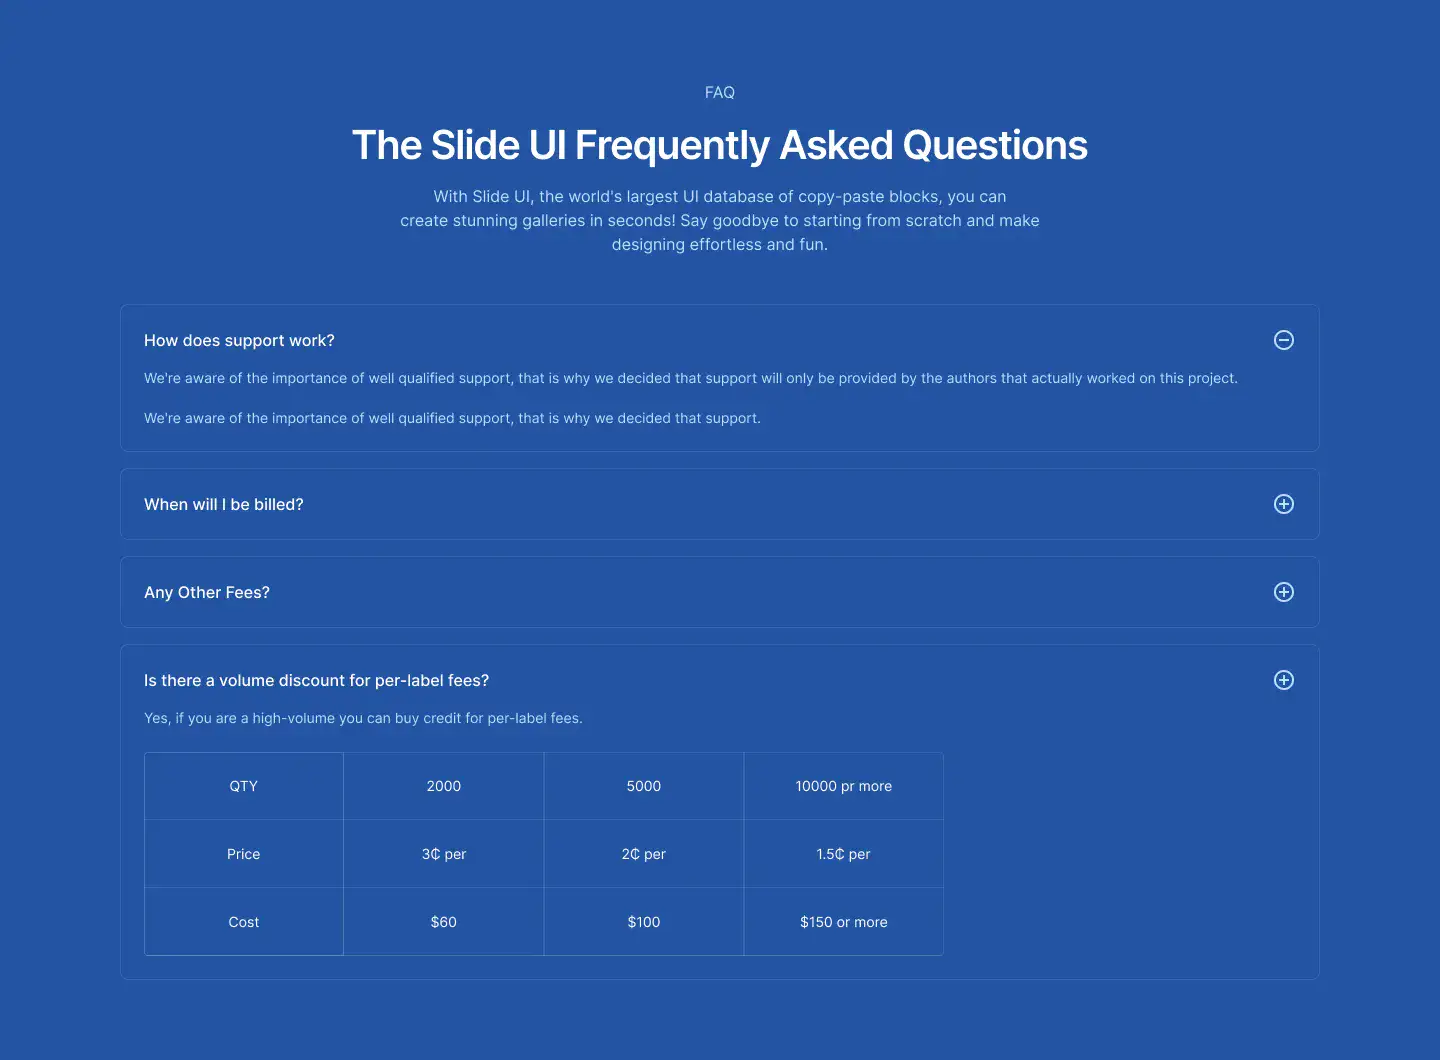 FAQ
The Slide UI Frequently Asked Questions
With Slide UI, the world's largest UI database of copy-paste blocks, you can
create stunning galleries in seconds! Say goodbye to starting from scratch and make
designing effortless and fun.
How does support work?
We're aware of the importance of well qualified support, that is why we decided that support will only be provided by the authors that actually worked on this project.
We're aware of the importance of well qualified support, that is why we decided that support.
When will I be billed?
Any Other Fees?
Is there a volume discount for per-label fees?
Yes, if you are a high-volume you can buy credit for per-label fees.
QTY 2000 5000 10000 pr more
Price 3₵ per 2₵ per 1.5₵ per
Cost $60 $100 $150 or more